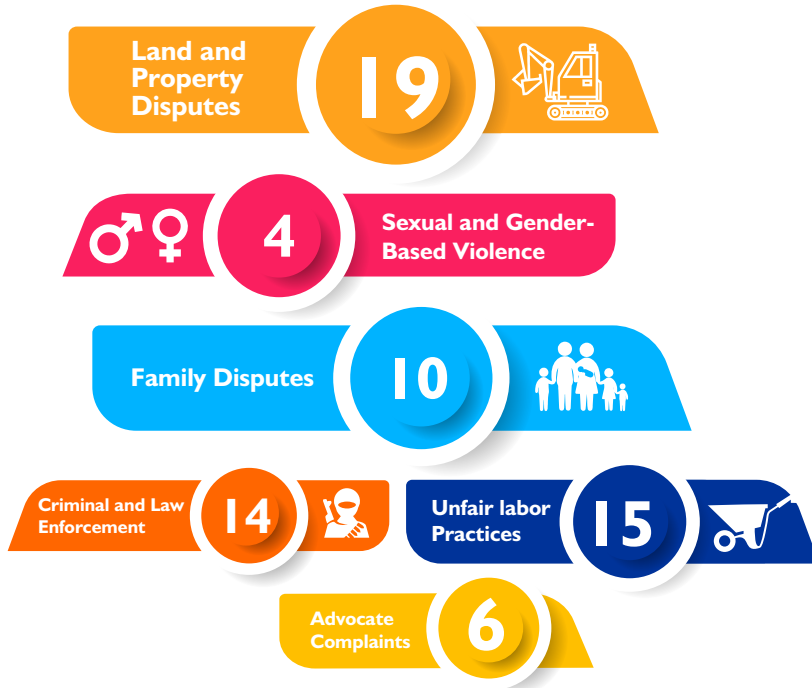 Land and
Property
Disputes
19
4
Sexual and Gender-
Based Violence
Family Disputes
10
Criminal and Law
Enforcement
14
Unfair labor
Practices
15
Advocate
Complaints
6